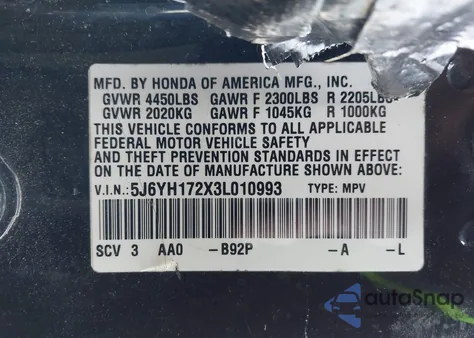 MFD. BY HONDA OF AMERICA MFG., INC.
GVWR 4450LBS GAWR F 2300LBS R 2205LBS
GVWR 2020KG GAWR F 1045KG R 1000KG
THIS VEHICLE CONFORMS TO ALL APPLICABLE
FEDERAL MOTOR VEHICLE SAFETY
AND THEFT PREVENTION STANDARDS IN EFFECT
ON THE DATE OF MANUFACTURE SHOWN ABOVE.
V.I.N.: 5J6YH172X3L010993 TYPE: MPV
SCV 3 AA0 -B92P -A -L
autoSnap